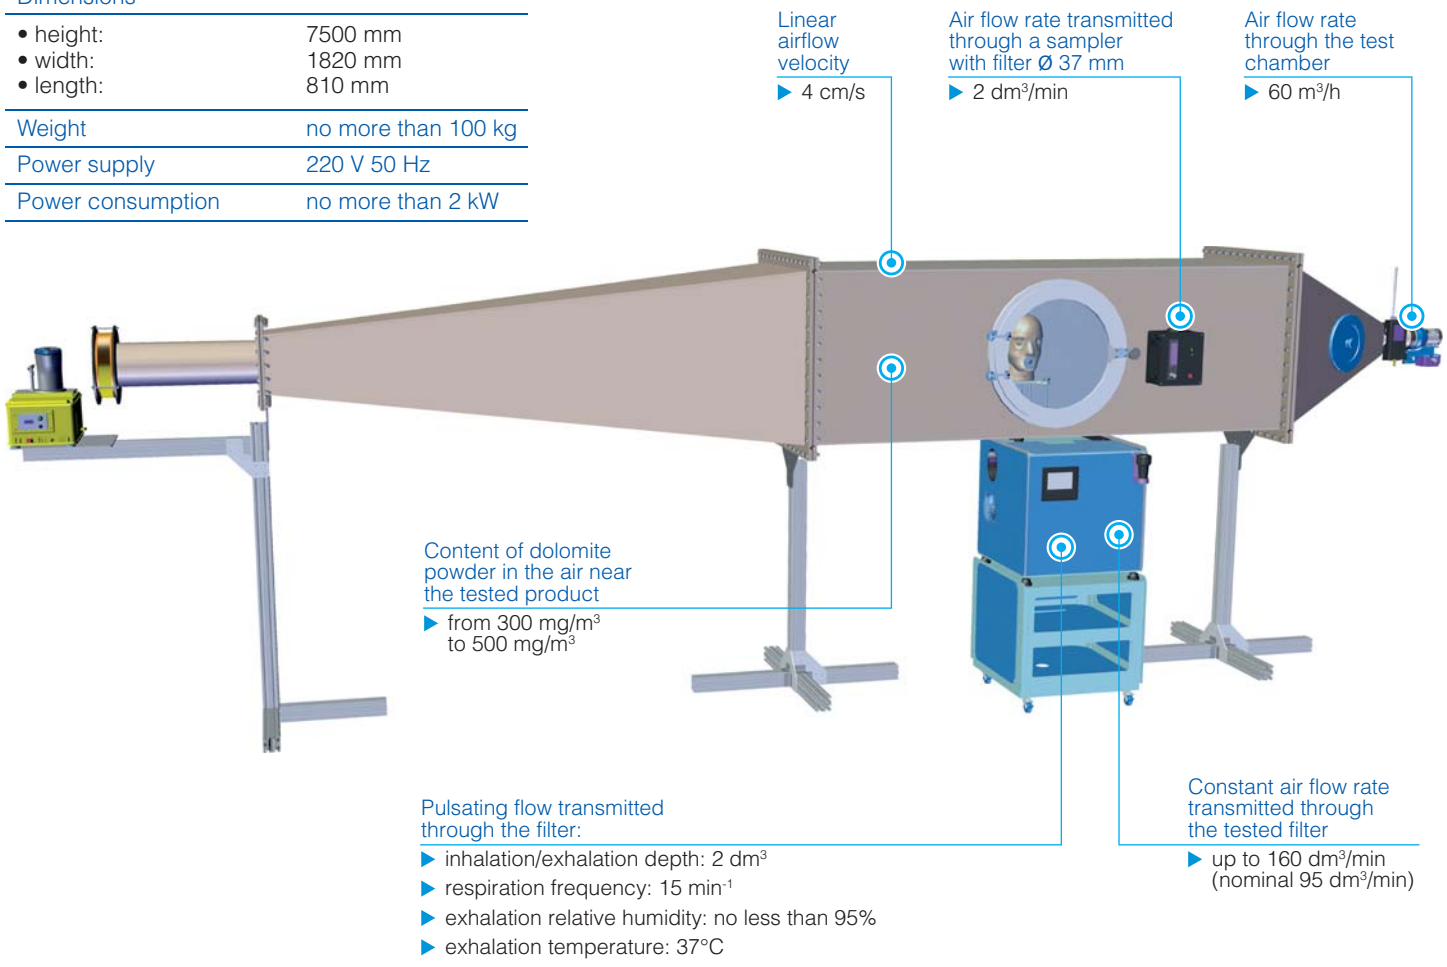 Dimensions
• height: 7500 mm
• width: 1820 mm
• length: 810 mm
Weight no more than 100 kg
Power supply 220 V 50 Hz
Power consumption no more than 2 kW
Linear
airflow
velocity
▶ 4 cm/s
Air flow rate transmitted
through a sampler
with filter Ø 37 mm
▶ 2 dm³/min
Air flow rate
through the test
chamber
▶ 60 m³/h
Content of dolomite
powder in the air near
the tested product
▶ from 300 mg/m³
to 500 mg/m³
Pulsating flow transmitted
through the filter:
▶ inhalation/exhalation depth: 2 dm³
▶ respiration frequency: 15 min⁻¹
▶ exhalation relative humidity: no less than 95%
▶ exhalation temperature: 37°C
Constant air flow rate
transmitted through
the tested filter
▶ up to 160 dm³/min
(nominal 95 dm³/min)